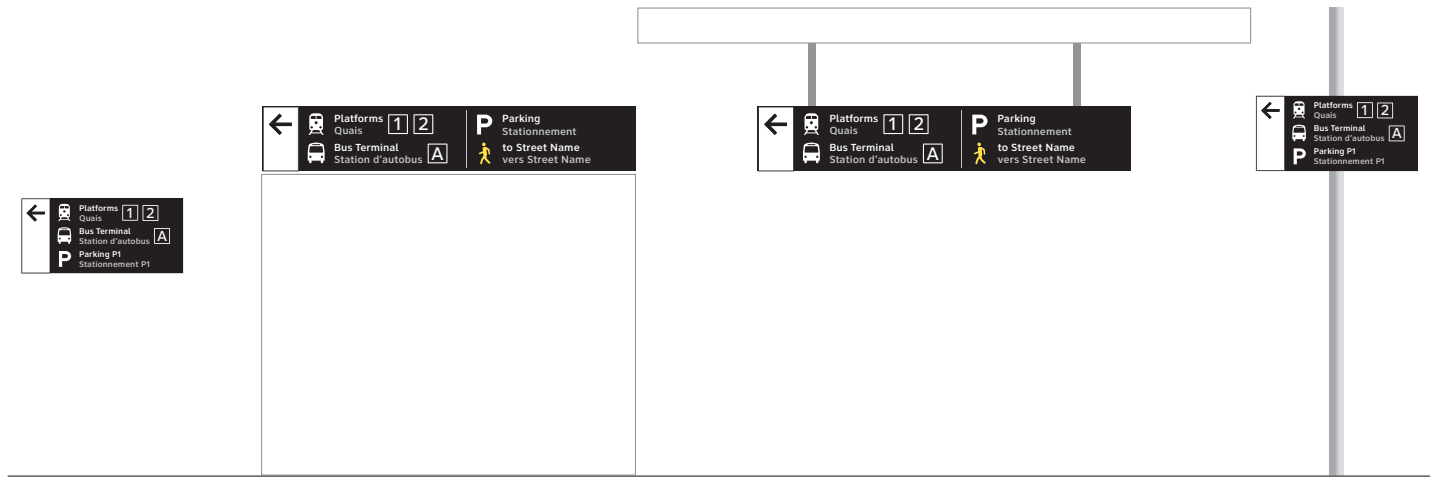 Platforms 1 2
Quais
Bus Terminal A
Station d'autobus
Parking P1
Stationnement P1
P
Platforms 1 2
Quais
Bus Terminal A
Station d'autobus
P Parking
Stationnement
to Street Name
vers Street Name
Platforms 1 2
Quais
Bus Terminal A
Station d'autobus
P Parking
Stationnement
to Street Name
vers Street Name
Platforms 1 2
Quais
Bus Terminal A
Station d'autobus
P Parking P1
Stationnement P1